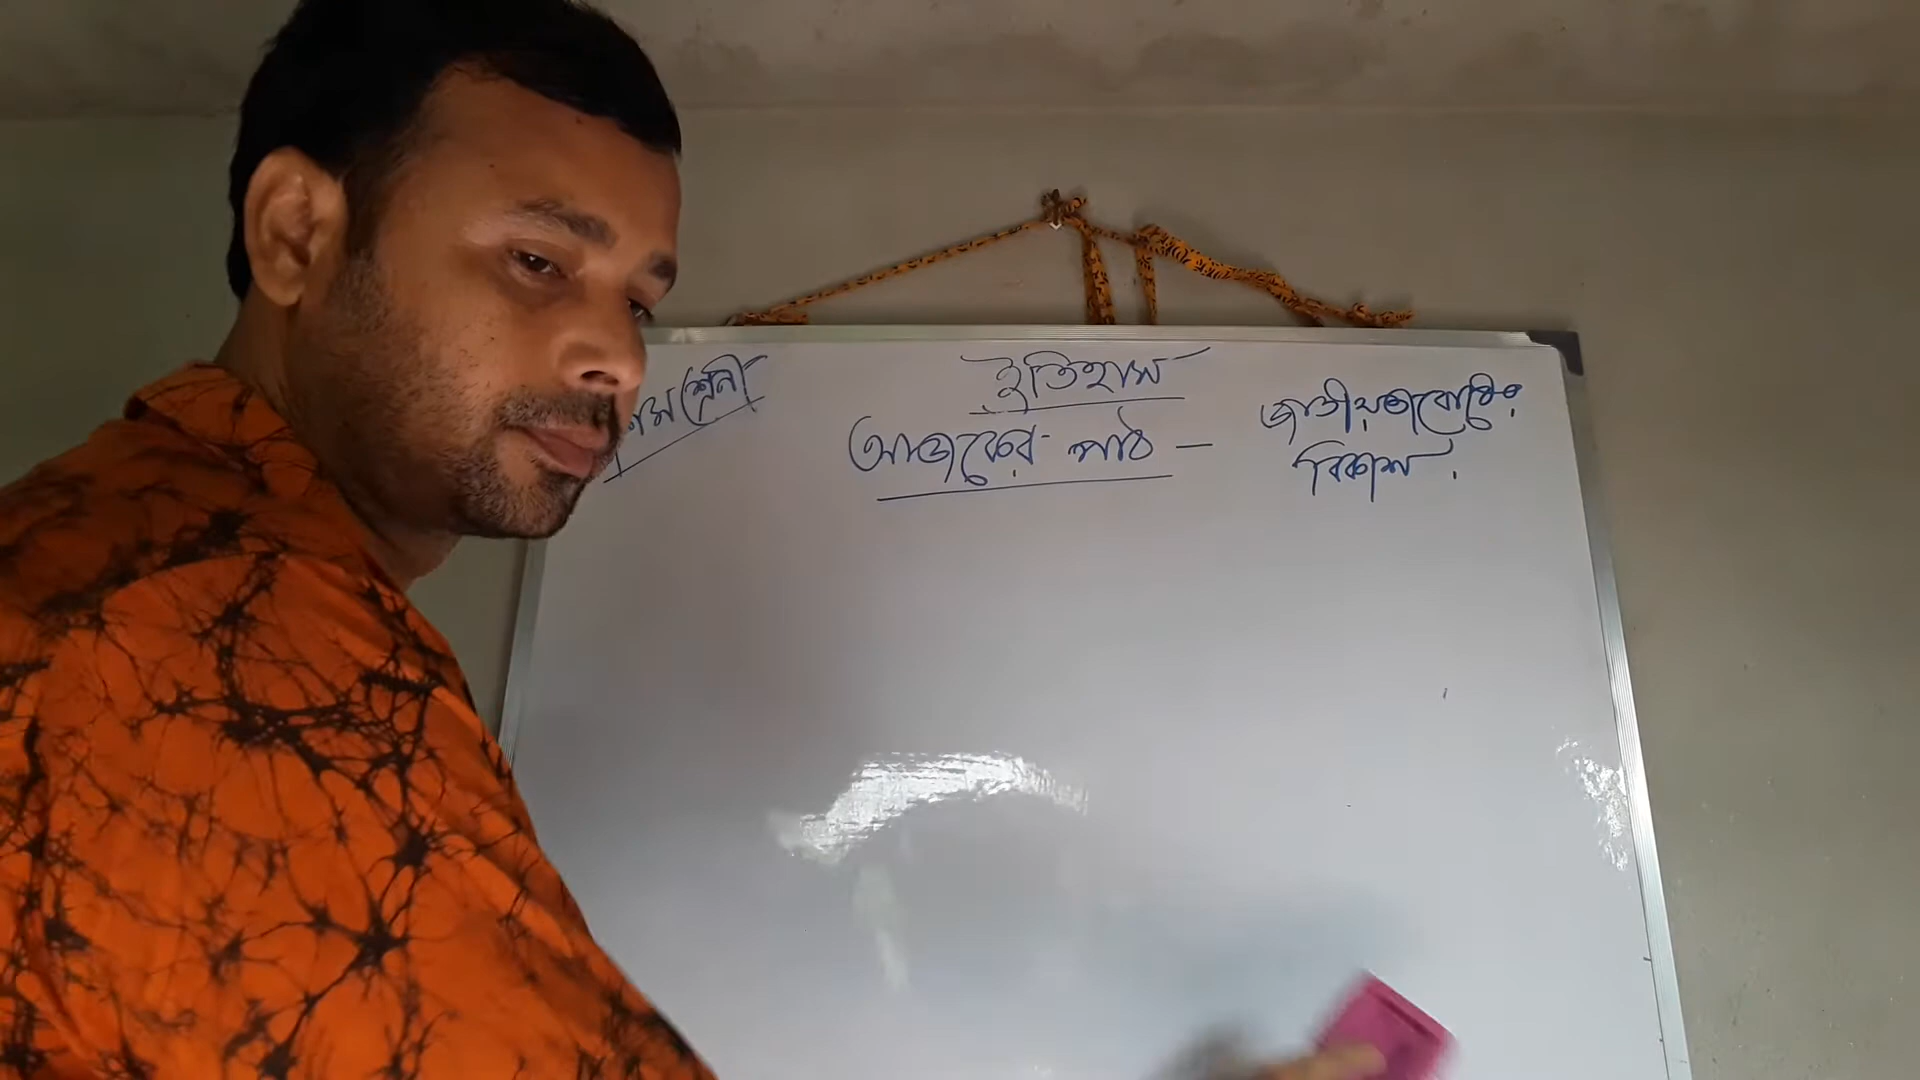 শ্রেনী
ইতিহাস
আজকের পাঠ —
জাতীয়তাবোধের
বিকাশ.